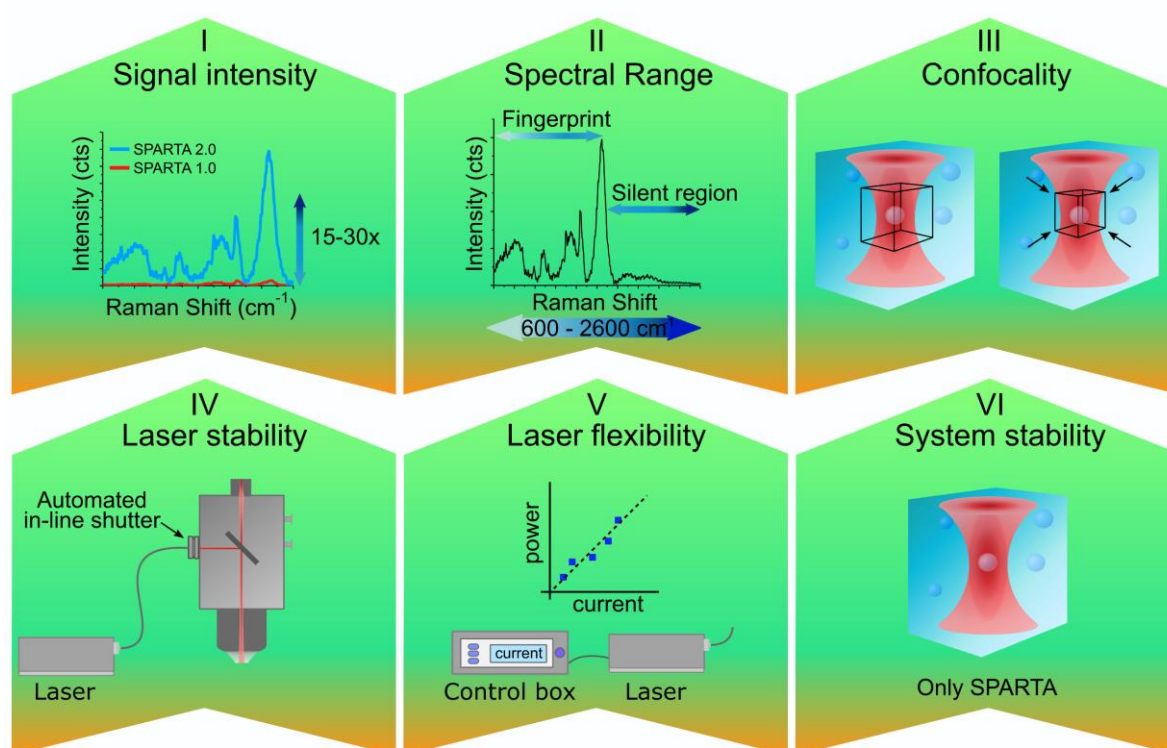 I
Signal intensity
SPARTA 2.0
SPARTA 1.0
Intensity (cts)
15-30x
Raman Shift (cm⁻¹)
II
Spectral Range
Fingerprint
Silent region
Intensity (cts)
Raman Shift
600 - 2600 cm⁻¹
III
Confocality
IV
Laser stability
Automated
in-line shutter
Laser
V
Laser flexibility
power
current
current
Control box
Laser
VI
System stability
Only SPARTA